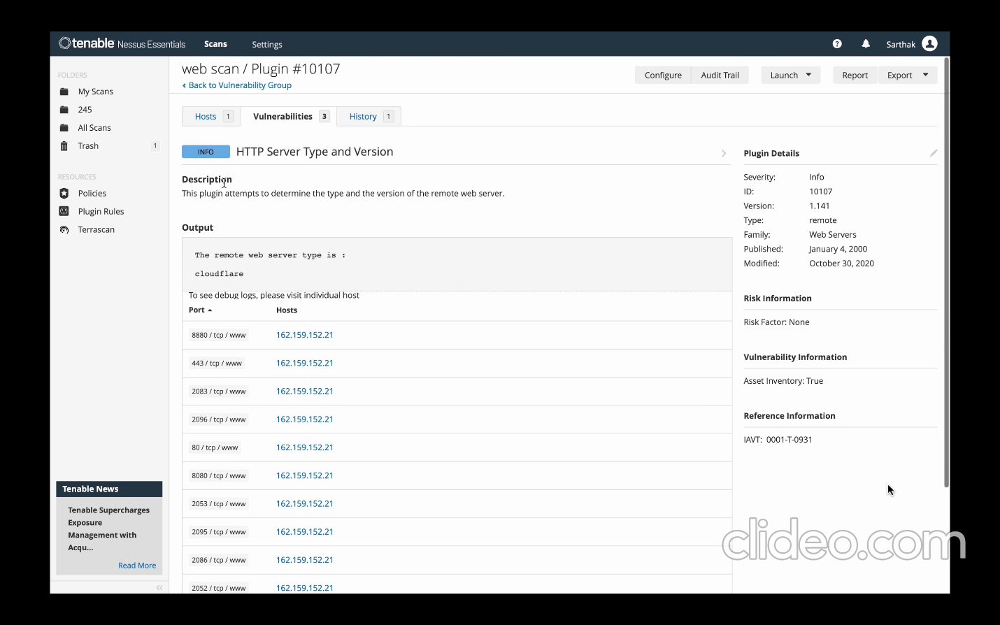 tenable Nessus Essentials Scans Settings Sarthak
FOLDERS
My Scans
245
All Scans
Trash 1
RESOURCES
Policies
Plugin Rules
Terrascan
Tenable News
Tenable Supercharges
Exposure
Management with
Acqu...
Read More
web scan / Plugin #10107
Back to Vulnerability Group
Configure Audit Trail Launch Report Export
Hosts 1 Vulnerabilities 3 History 1
INFO HTTP Server Type and Version
Description
This plugin attempts to determine the type and the version of the remote web server.
Output
The remote web server type is :
cloudflare
To see debug logs, please visit individual host
Port Hosts
8880 / tcp / www 162.159.152.21
443 / tcp / www 162.159.152.21
2083 / tcp / www 162.159.152.21
2096 / tcp / www 162.159.152.21
80 / tcp / www 162.159.152.21
8080 / tcp / www 162.159.152.21
2053 / tcp / www 162.159.152.21
2095 / tcp / www 162.159.152.21
2086 / tcp / www 162.159.152.21
2052 / tcp / www 162.159.152.21
Plugin Details
Severity: Info
ID: 10107
Version: 1.141
Type: remote
Family: Web Servers
Published: January 4, 2000
Modified: October 30, 2020
Risk Information
Risk Factor: None
Vulnerability Information
Asset Inventory: True
Reference Information
IAVT: 0001-T-0931
clideo.com